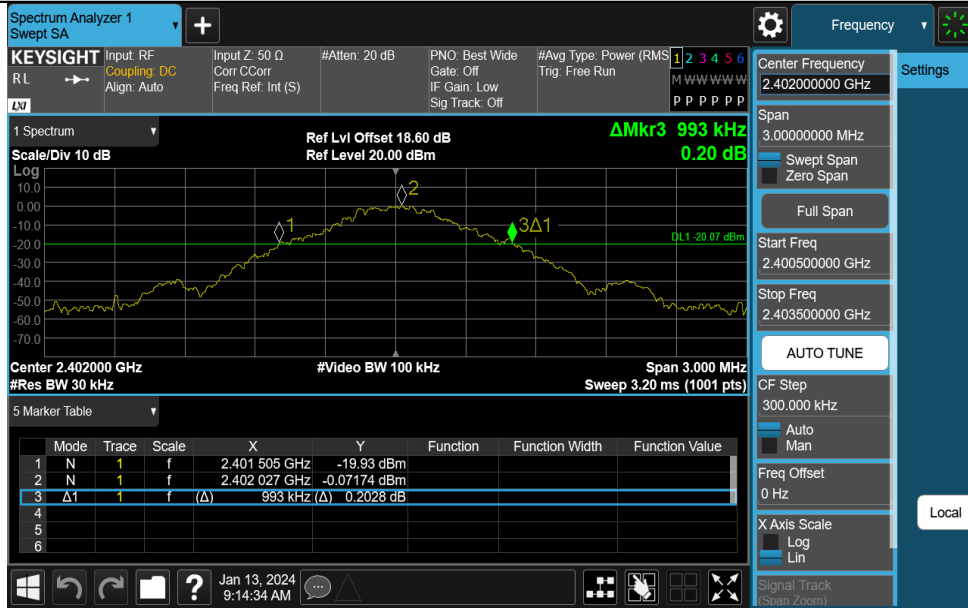 Spectrum Analyzer 1
Swept SA
Frequency
KEYSIGHT
RL
LXI
Input: RF
Coupling: DC
Align: Auto
Input Z: 50 Ω
Corr CCorr
Freq Ref: Int (S)
#Atten: 20 dB
PNO: Best Wide
Gate: Off
IF Gain: Low
Sig Track: Off
#Avg Type: Power (RMS
Trig: Free Run
1 2 3 4 5 6
M W W W W W
P P P P P P
1 Spectrum
Scale/Div 10 dB
Ref Lvl Offset 18.60 dB
Ref Level 20.00 dBm
ΔMkr3 993 kHz
0.20 dB
Log
10.0
0.00
-10.0
-20.0
-30.0
-40.0
-50.0
-60.0
-70.0
1
2
3Δ1
DL1 -20.07 dBm
Center 2.402000 GHz
#Video BW 100 kHz
Span 3.000 MHz
#Res BW 30 kHz
Sweep 3.20 ms (1001 pts)
5 Marker Table
Mode Trace Scale X Y Function Function Width Function Value
1 N 1 f 2.401 505 GHz -19.93 dBm
2 N 1 f 2.402 027 GHz -0.07174 dBm
3 Δ1 1 f (Δ) 993 kHz (Δ) 0.2028 dB
4
5
6
Center Frequency
2.402000000 GHz
Span
3.00000000 MHz
Swept Span
Zero Span
Full Span
Start Freq
2.400500000 GHz
Stop Freq
2.403500000 GHz
AUTO TUNE
CF Step
300.000 kHz
Auto
Man
Freq Offset
0 Hz
X Axis Scale
Log
Lin
Signal Track
(Span Zoom)
Settings
Local
?
Jan 13, 2024
9:14:34 AM